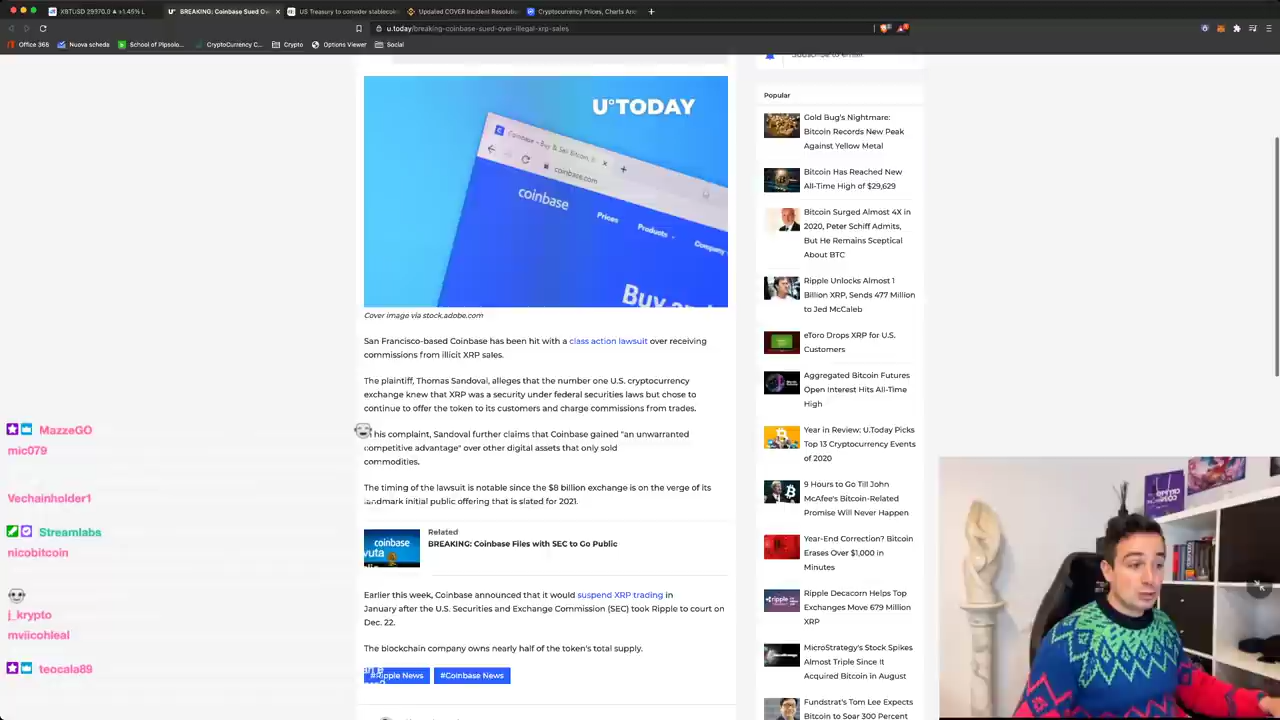 XBTUSD 29370.0 ▲ +1.45% L
BREAKING: Coinbase Sued Ov
US Treasury to consider stablecoin
Updated COVER Incident Resolutio
Cryptocurrency Prices, Charts An
u.today/breaking-coinbase-sued-over-illegal-xrp-sales
Office 365
Nuova scheda
School of Pipsolo...
CryptoCurrency C...
Crypto
Options Viewer
Social
Subscribe to email
U°TODAY
Coinbase - Buy & Sell Bitcoin, E
coinbase.com
coinbase
Prices
Products
Company
Buy a
Cover image via stock.adobe.com
San Francisco-based Coinbase has been hit with a class action lawsuit over receiving
commissions from illicit XRP sales.
The plaintiff, Thomas Sandoval, alleges that the number one U.S. cryptocurrency
exchange knew that XRP was a security under federal securities laws but chose to
continue to offer the token to its customers and charge commissions from trades.
his complaint, Sandoval further claims that Coinbase gained "an unwarranted
competitive advantage" over other digital assets that only sold
commodities.
The timing of the lawsuit is notable since the $8 billion exchange is on the verge of its
landmark initial public offering that is slated for 2021.
Related
BREAKING: Coinbase Files with SEC to Go Public
coinbase
Earlier this week, Coinbase announced that it would suspend XRP trading in
January after the U.S. Securities and Exchange Commission (SEC) took Ripple to court on
Dec. 22.
The blockchain company owns nearly half of the token's total supply.
#Ripple News
#Coinbase News
Popular
Gold Bug's Nightmare:
Bitcoin Records New Peak
Against Yellow Metal
Bitcoin Has Reached New
All-Time High of $29,629
Bitcoin Surged Almost 4X in
2020, Peter Schiff Admits,
But He Remains Sceptical
About BTC
Ripple Unlocks Almost 1
Billion XRP, Sends 477 Million
to Jed McCaleb
eToro Drops XRP for U.S.
Customers
Aggregated Bitcoin Futures
Open Interest Hits All-Time
High
Year in Review: U.Today Picks
Top 13 Cryptocurrency Events
of 2020
9 Hours to Go Till John
McAfee's Bitcoin-Related
Promise Will Never Happen
Year-End Correction? Bitcoin
Erases Over $1,000 in
Minutes
Ripple Decacorn Helps Top
Exchanges Move 679 Million
XRP
MicroStrategy's Stock Spikes
Almost Triple Since It
Acquired Bitcoin in August
Fundstrat's Tom Lee Expects
Bitcoin to Soar 300 Percent
MazzeGO
mic079
Vechainholder1
Streamlabs
nicobitcoin
j_krypto
mviicohleal
teocala89